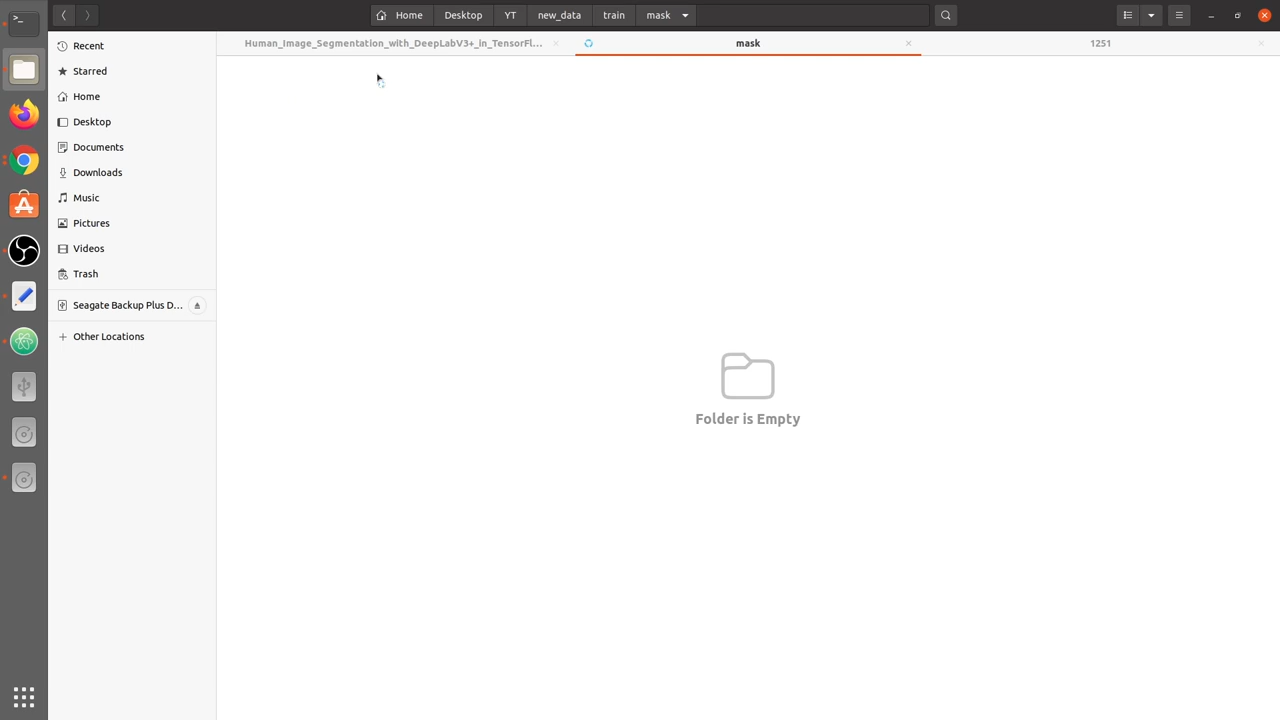 Home Desktop YT new_data train mask
Human_Image_Segmentation_with_DeepLabV3+_in_TensorFl... mask 1251
Recent
Starred
Home
Desktop
Documents
Downloads
Music
Pictures
Videos
Trash
Seagate Backup Plus D...
Other Locations
Folder is Empty